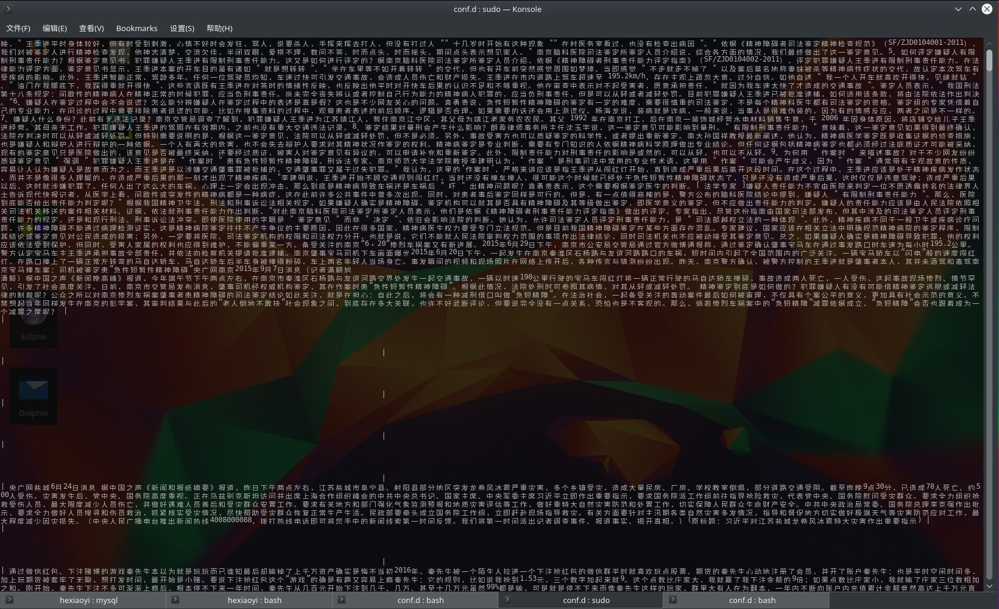 conf.d : sudo — Konsole
文件(F) 编辑(E) 查看(V) Bookmarks 设置(S) 帮助(H)
映，" 王季进平时身体较好，但有时受到刺激，心情不好时会发狂，骂人，说要杀人，手挥来挥去打人，但没有打过人 "" 十几岁时开始有这种现象 "" 在村医务室看过，也没有检查出病因 "。" 依据《精神障碍者司法鉴定精神检查规范》（SF/ZJD0104001-2011），
我们对被鉴定人进行精神检查发现，他神志清楚，交流欠佳，半闭双眼，爱搭不理，数问不答，时而点头，时而摇头，期间点头表示想见家人。" 南京脑科医院司法鉴定所鉴定人员介绍说，综合各方面的情况，我们最终做出了这一鉴定意见。5、如何评定嫌疑人有限
制刑事责任能力？根据鉴定意见书，犯罪嫌疑人王季进有限制刑事责任能力。这又是如何进行评定的？据南京脑科医院司法鉴定所鉴定人员介绍，依据《精神障碍者刑事责任能力评定指南》（SF/ZJD0104002-2011），评定犯罪嫌疑人王季进有限制刑事责任能力。在法
律能力评定方面，鉴定意见书显示，王季进本案的开车目的虽有诸如 " 就是想转转 "、" 坐在车里等不如开着转转 " 的交代，但也有开车前突然感觉周围如梦境、当即感觉 " 不走就走不掉了 " 以及案后莫名地称妻妹被杀等精神病性症状的交代，故认定本次驾车有
受疾病的影响。此外，王季进智能正常，驾龄多年。任何一位驾驶员均知，车速过快可引发交通事故，会造成人员伤亡和财产损失。王季进在市内道路上驾车超速至 195.2km/h，存在主观上疏忽大意、过分自信。如他自述 " 我一个人开车就喜欢开得快，见缝就钻 "
、" 油门在我脚底下，我踩得重就开得快 "，这些言语既有王季进在对答时的情绪性反映，也反映出他平时对开快车后果的认识不足和不够重视。他在审查中表示对不起受害者，愿意承担责任，" 就因为我车速太快了才造成的交通事故 "。鉴定人员表示，" 我国刑法
第十八条规定：间歇性的精神病人在精神正常的时候犯罪，应当负刑事责任。尚未完全丧失辨认或者控制自己行为能力的精神病人犯罪的，应当负刑事责任，但是可以从轻或者减轻处罚。目前犯罪嫌疑人王季进已被批准逮捕，如何适用该条款，将由法院依法作出判决
。"6、嫌疑人在鉴定过程中会不会说谎？怎么能分辨嫌疑人在鉴定过程中的表述是真是假？这也是不少网友关心的问题。袁勇贵说，急性短暂性精神障碍的鉴定有一定的难度，需要很慎重的司法鉴定，不是每个精神科医生都有司法鉴定的资格。鉴定组的专家凭借着自
己的专业能力，在问诊的过程中需要排除患者说谎的可能，比如在搜集资料的过程中，观察患者表述的前后顺序、逻辑是否合理。如果需要的话还会用上测谎仪。杨海龙说，装病就是诈病，一般来说，当事人是很难伪装的，因为有的情感反应，两者之间是不一样的。
7、嫌疑人什么身份？此前有无违法记录？南京交管局调查了解到，犯罪嫌疑人王季进为江苏靖江人，暂住南京江宁区，其父母为靖江老家务农农民。其父 1992 年在南京打工，后在南京一装饰城经营水电材料销售生意，于 2006 年因身体原因，将店铺交给儿子王季
进经营。其母亲无工作。犯罪嫌疑人王季进的驾照在有效期内，之前也没有重大交通违法记录。8、鉴定结果对量刑会产生什么影响？朗盈律师事务所主任沈玉宇说，这一鉴定意见可能影响到量刑。" 有限制刑事责任能力 " 意味着，这一鉴定意见如果得到最终确认，
法院在判决时可以从轻或减轻处罚。但特别需要说明的是，根据这一鉴定意见，法院可以从轻、或减轻处罚，但不是必须。另外，事故受害方也可以质疑鉴定的科学性，或者提出重新鉴定。南大孙国祥教授最新阐述，他认为，精神病医学鉴定既是收集证据的侦查措施，
也是嫌疑人和辩护人进行辩护的一种依据。一个人有再大的危害，也不会失去辩护人要求对其精神状况作鉴定的权利。精神病鉴定是专业判断，需要有专门知识的人依据精神病科学原理做出专业结论。但任何证据包括精神病鉴定也都必须经过法庭质证才可能被采纳，
现有的鉴定意见只是医院做出的，该意见是否被最终采纳，还要经过质证，被害人对鉴定意见有异议的，可以申请补充和重新鉴定。此外，限制责任能力对刑事责任的影响是或然的，可以从轻，也可以不从轻。9、为何用 " 作案时 " 来描述事故？对于不少网友纷纷
质疑鉴定意见 " 强调 " 犯罪嫌疑人王季进是在 " 作案时 " 患有急性短暂性精神障碍，刑诉法专家、南京师范大学法学院教授李建明认为，" 作案 " 是刑事司法中常用的专业性术语，这里用 " 作案 " 可能会产生歧义，因为 " 作案 " 通常带有主观故意的性质，
容易让人认为嫌疑人是故意而为之，而王季进是以涉嫌交通肇事罪被批捕的，交通肇事罪又属于过失犯罪。" 我认为，这里的‘作案时’，严格来讲应该是指王季进从闯红灯开始，直到造成严重后果后离开这段时间。在这个过程中，王季进应该是处于精神疾病发作状态
，而并不是像很多人理解的，在造成严重后果的那一刻才出现了精神疾病。"李建明说，王季进开始不顾交通规则闯红灯，当时还没有撞车撞人，很可能这个时候就已经处于急性短暂性精神障碍状态了，只是还没有造成严重后果，这时仅仅是违章驾驶；造成严重后果
以后，这时就涉嫌犯罪了。任何人出了这么大的车祸，心理上一定会出现冲击。那么到底是精神病导致车祸还是车祸后 " 吓 " 出精神问题呢？袁勇贵表示，这个需要根据鉴定医生的判断。[ 法学专家 ]嫌疑人责任能力不宜由医院来判定一位不愿透露姓名的法律界人
士告诉现代快报记者，从医学上看，间歇性或突发性的精神病都是一种病症，这在此前许多公共事件中曾多次出现。同时，对患者事后鉴定同样是可行的。但是，有一点值得商榷的是，警方公布的脑科医院结论中提到，嫌疑人 " 有限制刑事责任能力 "。那么，医院
到底能否给出责任能力判定呢？" 根据我国精神卫生法、刑法和刑事诉讼法相关规定，如果嫌疑人确实是精神障碍，鉴定机构可以就其是否具有精神障碍及其等级做出鉴定，即医学意义的鉴定，但不应做出责任能力的判定。嫌疑人的责任能力应该是由人民法院依照相
关司法机关移送的案件相关材料、证据，依法就刑事责任能力作出判断。"对此南京脑科医院司法鉴定所鉴定人员表示，他们是依据《精神障碍者刑事责任能力评定指南》做出的评定。专家指出，尽管这份指南由国家司法部发布，但其中涉及的司法鉴定人员评定刑事
责任能力的规定，还是和现行刑法、刑事诉讼法冲突。即使医院使用的字眼是 " 鉴定意见 " 而非 " 决定 "，依旧会影响法院的判断。她认为，允许司法鉴定人员评定刑事责任能力，是 " 司法部越权立法的一种体现 "。此外，精神疾病不同于一般卫生或疾病诊疗问
题，许多精神障碍不能通过病理检测证实，这是精神病院鉴定往往不产生争议的主要原因，因此在很多国家，精神病医生权力要受专门立法规范。但是目前我国精神障碍鉴定在某些方面存在混乱。专家建议，国家应该在相关立法中明确规范精神病院的鉴定程序，限制
其结论或鉴定意见对公民造成的损害；另外，一定要将医院、司法鉴定机构的权限和司法权力分开，也就是说，它们不能就人民法院审判权力范围的事项作出法律结论，同时司法机关也不应被动接受其鉴定意见。总之，如果嫌疑人确实是精神障碍导致犯罪，他的权利
应该依法受到保护，但同时，受害人家属的权利也应得到维护，不能偏重某一方。备受关注的南京“6·20”惨烈车祸案又有新进展。2015年6月29日下午，南京市公安局交管局通过官方微博通报称，通过鉴定确认肇事宝马车在通过事发路口时车速为每小时195.2公里。
警方认定宝马车主王季进承担事故全部责任，并依法向检察机关提请批准逮捕。南京肇事宝马司机下车画面曝光2015年6月20日下午，一起发生在南京秦淮区石杨路与友谊河路路口的车祸，短时间内引起了全国范围内的广泛关注。一辆宝马轿车以“闪电”般的速度闯红
灯，在路口撞上了一辆正常左转弯的马自达轿车，马自达轿车后半车身被撞得粉碎，车上两名年轻人当场身亡。事发瞬间的视频和现场照片在网络上传开后，各种传言与猜测纷纷出现。昨天，南京警方确认，被警方控制的王季进就是肇事者本人，其并未酒驾和毒驾南
京宝马撞车案：司机被鉴定患“急性短暂性精神障碍”央广网南京2015年9月7日消息（记者满朝旭
潘毅）据中国之声《新闻晚高峰》报道，今年端午节下午两点左右，在南京市秦淮区石杨路与友谊河路交界处发生一起交通事故，一辆以时速190公里行驶的宝马车闯红灯将一辆正常行驶的马自达轿车撞碎，事故造成两人死亡，一人受伤，这起事故现场惨烈、情节罕
见，引发了社会高度关注。日前，南京市交管局发布消息，肇事司机经权威机构鉴定，其在作案时患“急性短暂性精神障碍”。根据此情况，法院处刑时可参照其病情，对其从轻或减轻处罚。 精神鉴定到底是如何做的？犯罪嫌疑人有没有可能借精神鉴定逃脱或减轻法
律的制裁呢？公众之所以对南京惨烈车祸案肇事者患精神障碍的司法鉴定结论如此关注，就是在担心：自此之后，将会有一种减刑借口叫做“急短精障”。在法治社会，一起备受关注的轰动案件最后如何被审理，不仅具有个案公平的意义，更加具有社会示范的意义。不
禁想起当年同样发生在南京的彭宇案，其审判结果与此后的“老人倒地不敢扶”社会现象之间，到底存在多大关联，也许不好武断评论，但要说完全没有一点关系，恐怕也是不客观的。那么，倘若惨烈车祸案中的“急短精障”减罪依据成立，“急短精障”会否也跟着成为一
个减罪之筐呢？ |
|
Eclipse
|
|
|
|
Dolphin
|
|
|
| 央广网盐城6月24日消息 据中国之声《新闻和报纸摘要》报道，昨日下午两点左右，江苏盐城市阜宁县、射阳县部分地区突发龙卷风冰雹严重灾害，多个乡镇受灾，造成大量民房、厂房、学校教室倒塌，部分道路交通受阻。截至昨晚9点30分，已造成78人死亡、约5
00人受伤。灾害发生后，党中央、国务院高度重视。正在乌兹别克斯坦访问并出席上海合作组织峰会的中共中央总书记、国家主席、中央军委主席习近平立即作出重要指示，要求国务院派工作组前往指导抢险救灾，代表党中央、国务院慰问受灾群众。要求全力组织抢
救受伤人员，最大限度减少人员伤亡，并做好遇难人员善后和受灾群众安置工作。要求有关地方和部门强化气象监测预报和地质灾害评估等工作，做好重特大自然灾害防范和处置工作，切实保障人民群众生命财产安全。中共中央政治局常委、国务院总理李克强作出批
示，要求全力做好人员搜寻和伤员救治，抓紧核实受灾情况，尽快帮助受灾群众恢复正常生产生活。民政部要牵头成立国务院工作组，立即赶赴现场指导救灾。有关方面要针对主汛期各类自然灾害多发情况，指导和督促地方切实做好极端天气等灾害防范应对工作，最
大程度减少因灾损失。（中央人民广播电台推出新闻热线4008000088，拨打热线电话即可将您手中的新闻线索第一时间反馈。我们将第一时间派出记者调查事件、报道事实、揭开真相。）(原标题：习近平对江苏盐城龙卷风冰雹特大灾害作出重要指示) |
|
|
| 通过微信红包、下注赌博的游戏秦先生本以为就是玩玩而已谁知最后却输掉了上千万资产确实是悔不当初2016年，秦先生被一个陌生人拉进一个下注抢红包的微信群平时就喜欢玩点股票、期货的秦先生心动地注册了会员，并开了账户秦先生：也是平时空闲时间多，
加上玩期货被套牢了无聊，想打发时间，最开始是小赌。要说下注抢红包这个“游戏”的确是有趣又容易上瘾秦先生：它的规则，比如说我抢到1.53元，三个数字加起来就9。这个点数比庄家大，我就赢了我下注金额的9倍；如果点数比庄家小，我就输了庄家三位数相加
之和。刚开始，秦先生下注不多可渐渐上瘾后，根本停不下来一年时间，秦先生从几百元开始下注到几千、几万、甚至十几万元虽然99%都是输，可是就是停不下来而像秦先生这样的玩家，群里大有人在为翻本，一年内不断向账户内充值累计金额竟然高达上千万元直
hexiaoyi : mysql hexiaoyi : bash conf.d : bash conf.d : sudo conf.d : bash